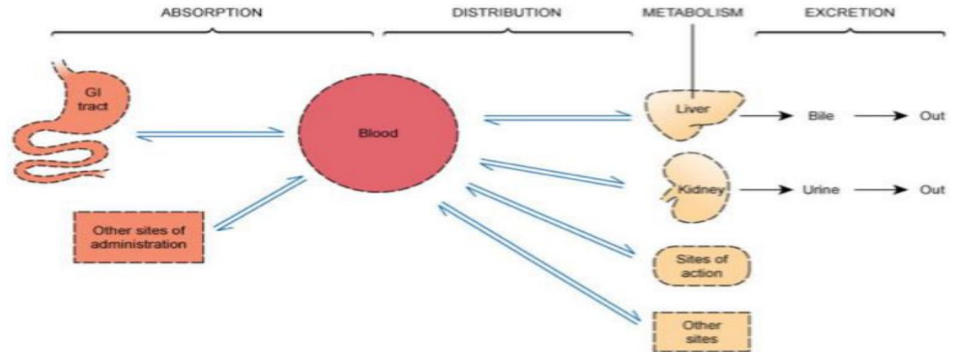 ABSORPTION
DISTRIBUTION
METABOLISM
EXCRETION
GI
tract
Blood
Liver
Bile
Out
Kidney
Urine
Out
Other sites of
administration
Sites of
action
Other
sites